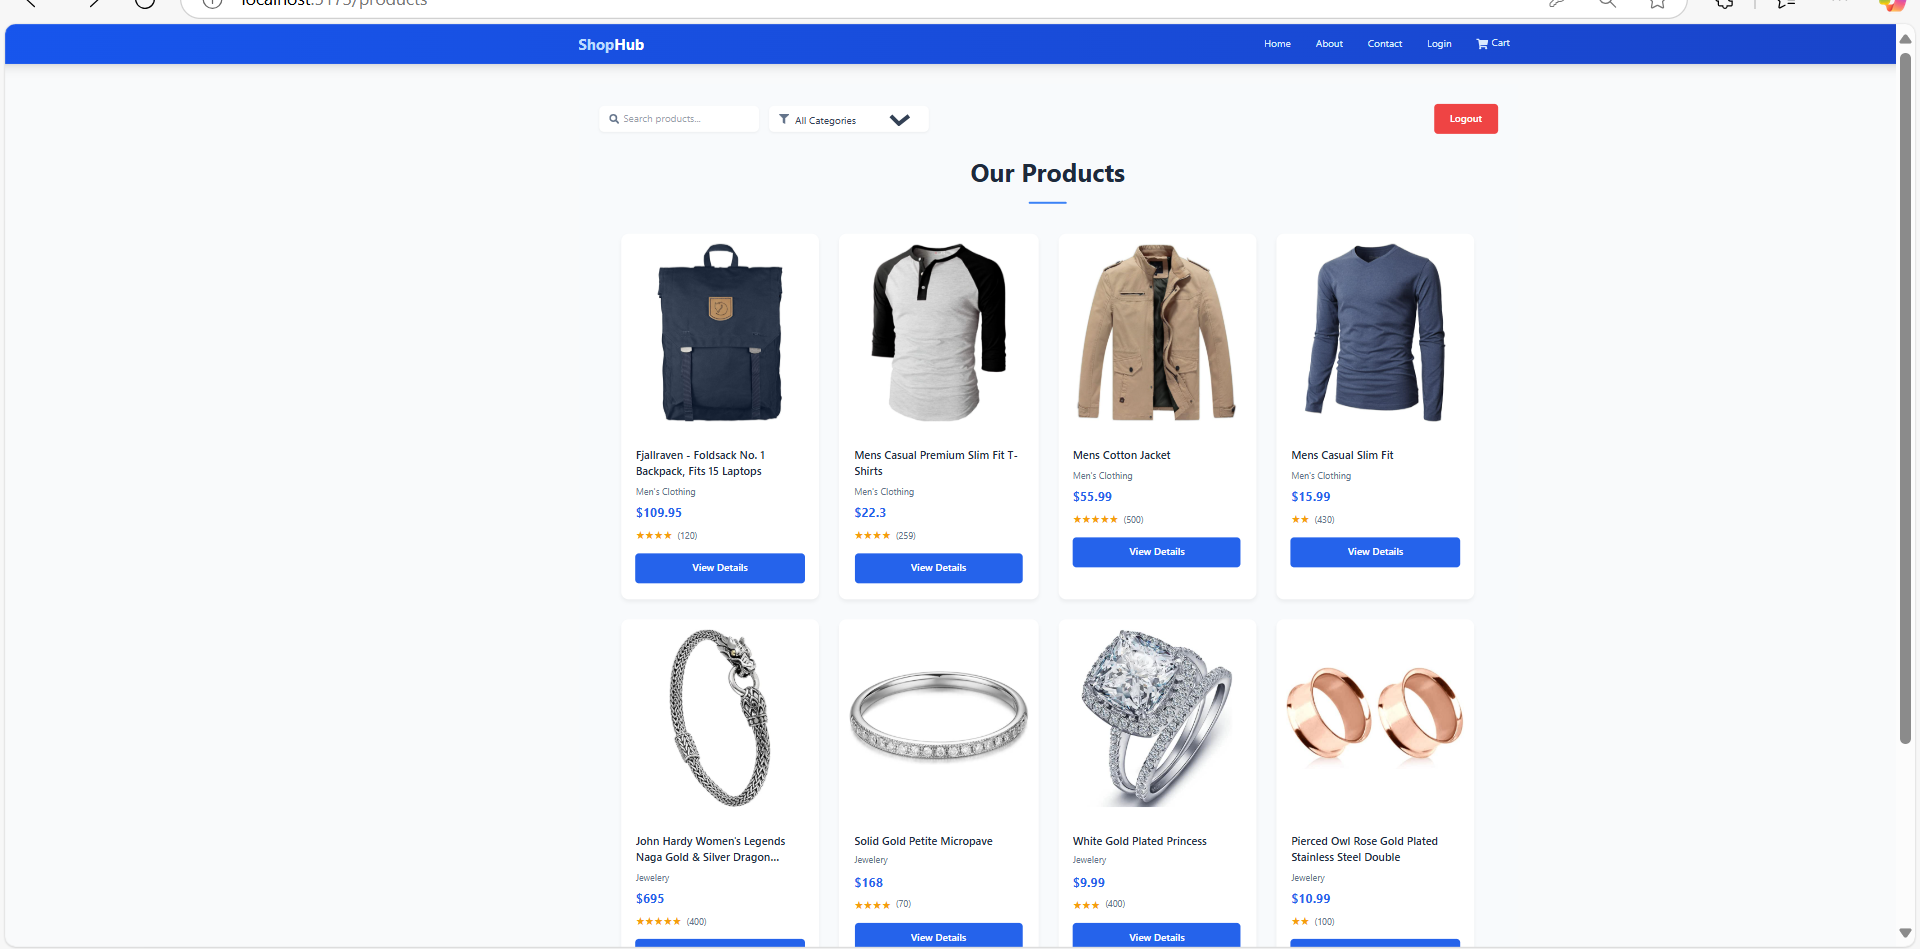 localhost:5173/products
ShopHub
Home About Contact Login Cart
Search products... All Categories Logout
Our Products
Fjallraven - Foldsack No. 1
Backpack, Fits 15 Laptops
Men's Clothing
$109.95
★★★★ (120)
View Details
Mens Casual Premium Slim Fit T-
Shirts
Men's Clothing
$22.3
★★★★ (259)
View Details
Mens Cotton Jacket
Men's Clothing
$55.99
★★★★★ (500)
View Details
Mens Casual Slim Fit
Men's Clothing
$15.99
★★ (430)
View Details
John Hardy Women's Legends
Naga Gold & Silver Dragon...
Jewelery
$695
★★★★★ (400)
Solid Gold Petite Micropave
Jewelery
$168
★★★★ (70)
View Details
White Gold Plated Princess
Jewelery
$9.99
★★★ (400)
View Details
Pierced Owl Rose Gold Plated
Stainless Steel Double
Jewelery
$10.99
★★ (100)